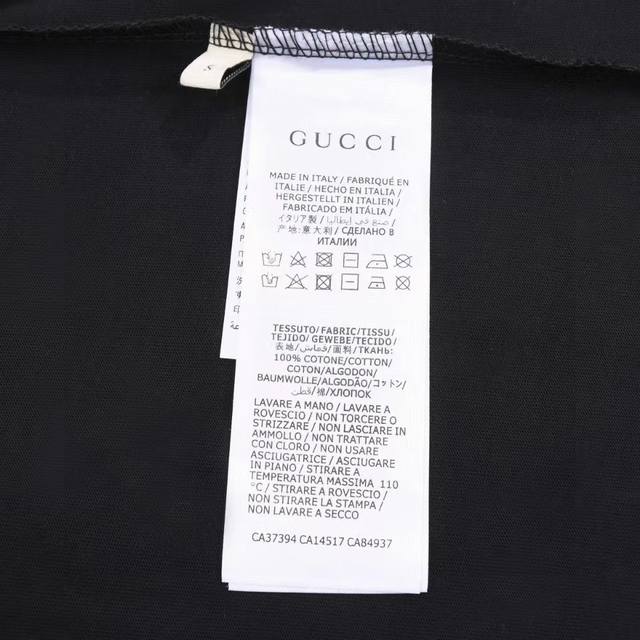 S
GUCCI
MADE IN ITALY / FABRIQUÉ EN
ITALIE / HECHO EN ITALIA /
HERGESTELLT IN ITALIEN /
FABRICADO EM ITÁLIA /
イタリア製 / صنع في إيطاليا /
产地:意大利 / СДЕЛАНО В
ИТАЛИИ
TESSUTO/FABRIC/TISSU/
TEJIDO/GEWEBE/TECIDO/
表地/قماش/面料/ТКАНЬ:
100% COTONE/COTTON/
COTON/ALGODON/
BAUMWOLLE/ALGODÃO/コットン/
قطن/棉/ХЛОПОК
LAVARE A MANO / LAVARE A
ROVESCIO / NON TORCERE O
STRIZZARE / NON LASCIARE IN
AMMOLLO / NON TRATTARE
CON CLORO / NON USARE
ASCIUGATRICE / ASCIUGARE
IN PIANO / STIRARE A
TEMPERATURA MASSIMA 110
°C / STIRARE A ROVESCIO /
NON STIRARE LA STAMPA /
NON LAVARE A SECCO
CA37394 CA14517 CA84937